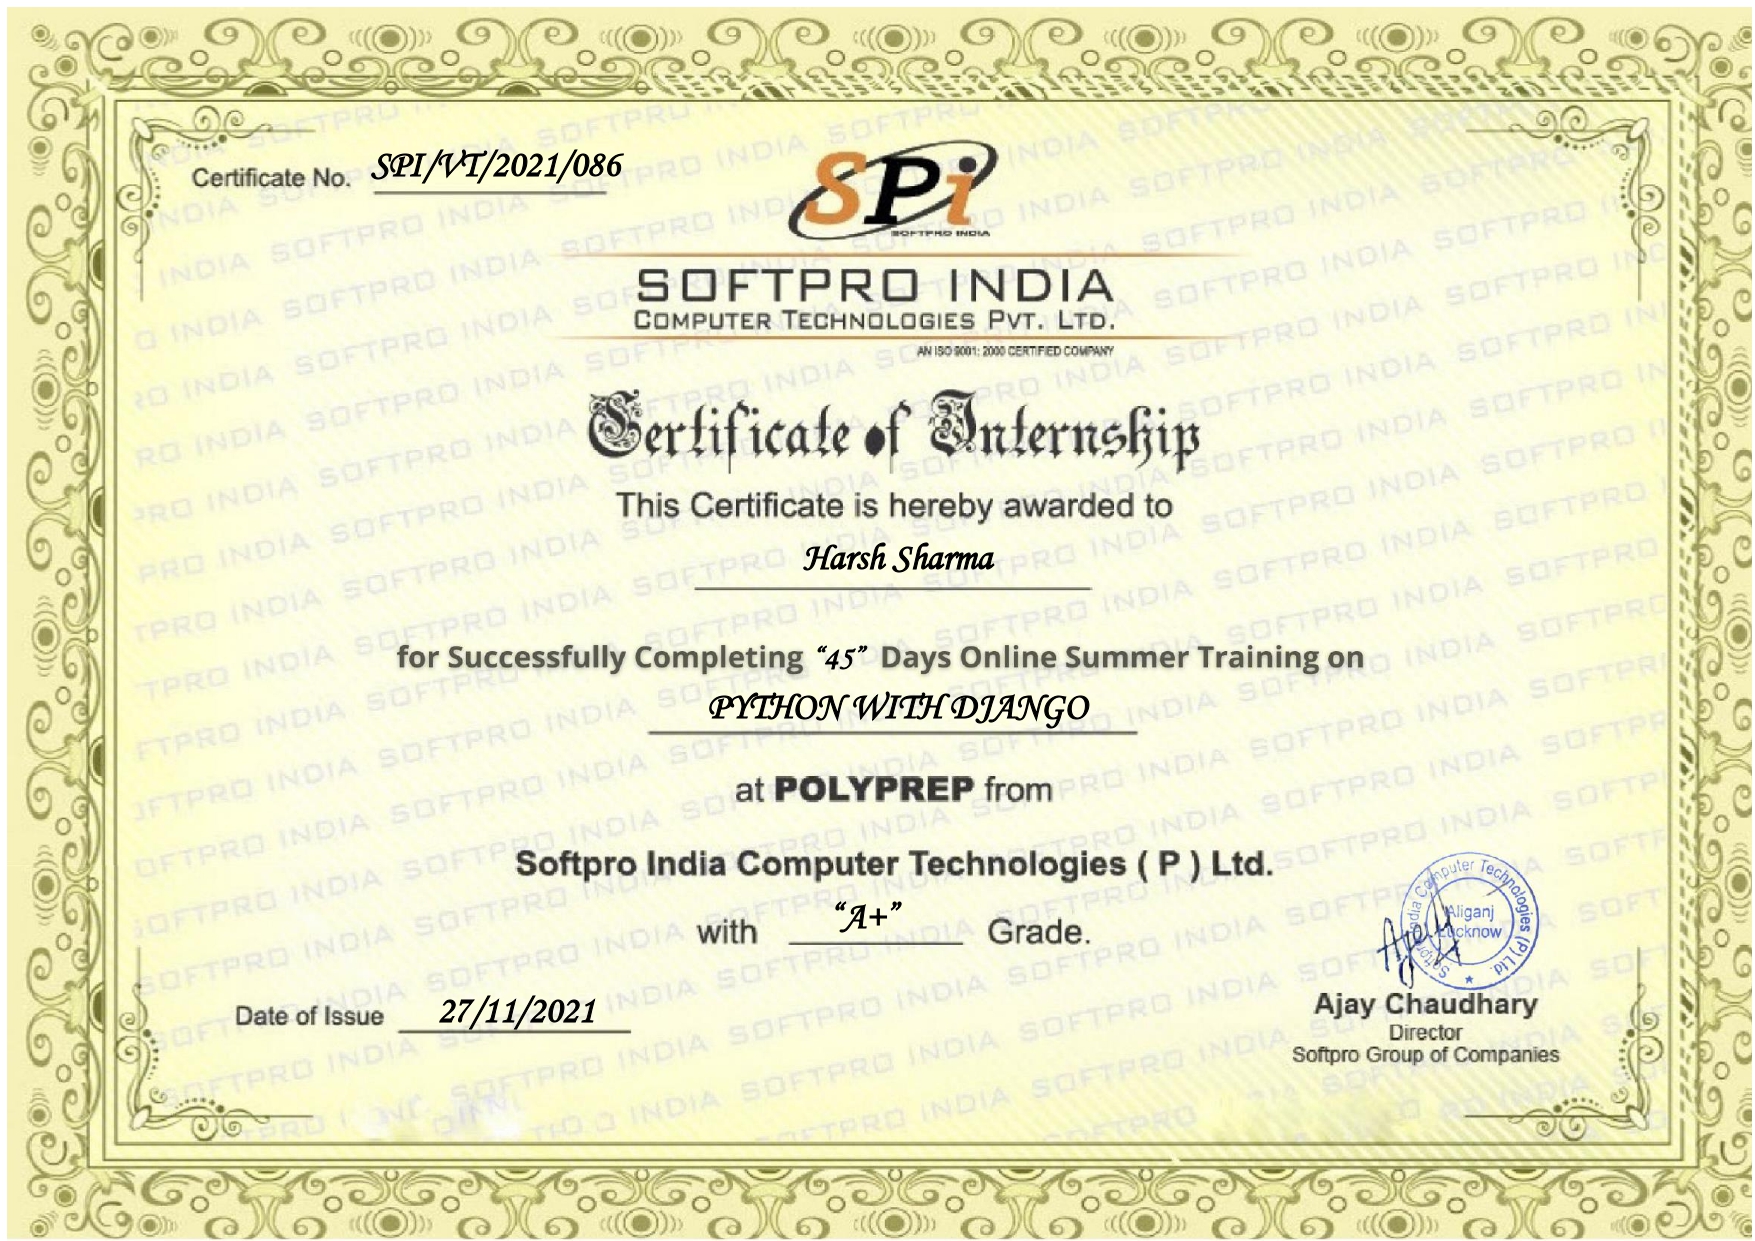 Certificate No. SPI/VT/2021/086
SPi
SOFTPRO INDIA
SOFTPRO INDIA
COMPUTER TECHNOLOGIES PVT. LTD.
AN ISO 9001: 2000 CERTIFIED COMPANY
Certificate of Internship
This Certificate is hereby awarded to
Harsh Sharma
for Successfully Completing “45” Days Online Summer Training on
PYTHON WITH DJANGO
at POLYPREP from
Softpro India Computer Technologies ( P ) Ltd.
with “A+” Grade.
Softpro India Computer Technologies (P) Ltd.
Aliganj
Lucknow
Date of Issue 27/11/2021
Ajay Chaudhary
Director
Softpro Group of Companies